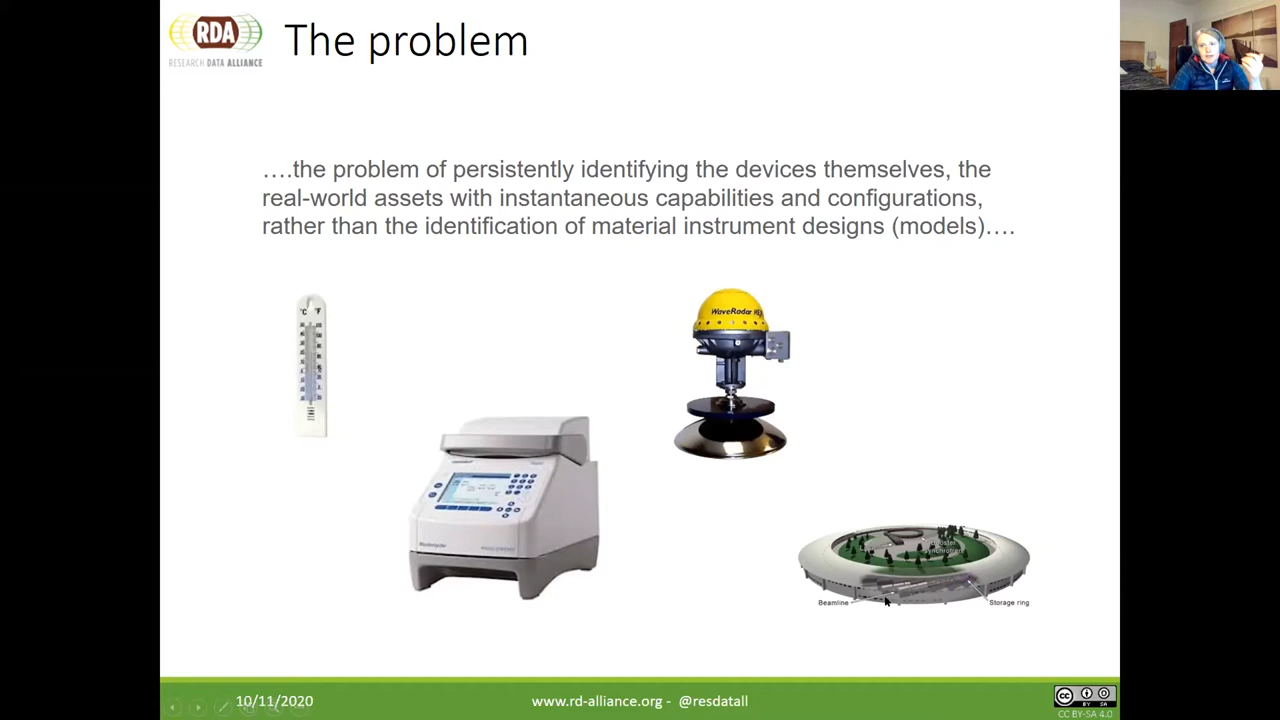 RDA
RESEARCH DATA ALLIANCE
The problem
….the problem of persistently identifying the devices themselves, the
real-world assets with instantaneous capabilities and configurations,
rather than the identification of material instrument designs (models)….
°C °F
WaveRadar
Beamline
Storage ring
10/11/2020
www.rd-alliance.org - @resdatall
BY SA
CC BY-SA 4.0